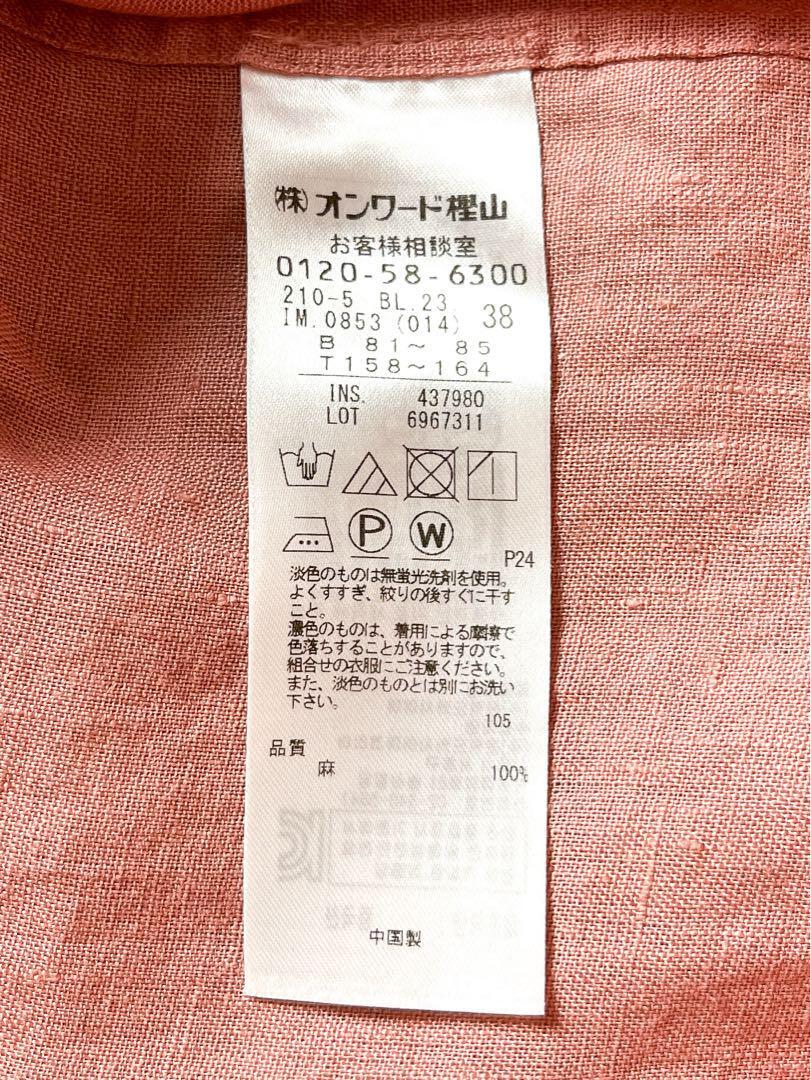 ㈱オンワード樫山
お客様相談室
0120-58-6300
210-5 BL.23 38
IM.0853 (014)
B 81～ 85
T158～164
INS. 437980
LOT 6967311
P W
P24
淡色のものは無蛍光洗剤を使用。
よくすすぎ、絞りの後すぐに干す
こと。
濃色のものは、着用による摩擦で
色落ちすることがありますので、
組合せの衣服にご注意ください。
また、淡色のものとは別にお洗い
下さい。
105
品質
麻 100%
中国製